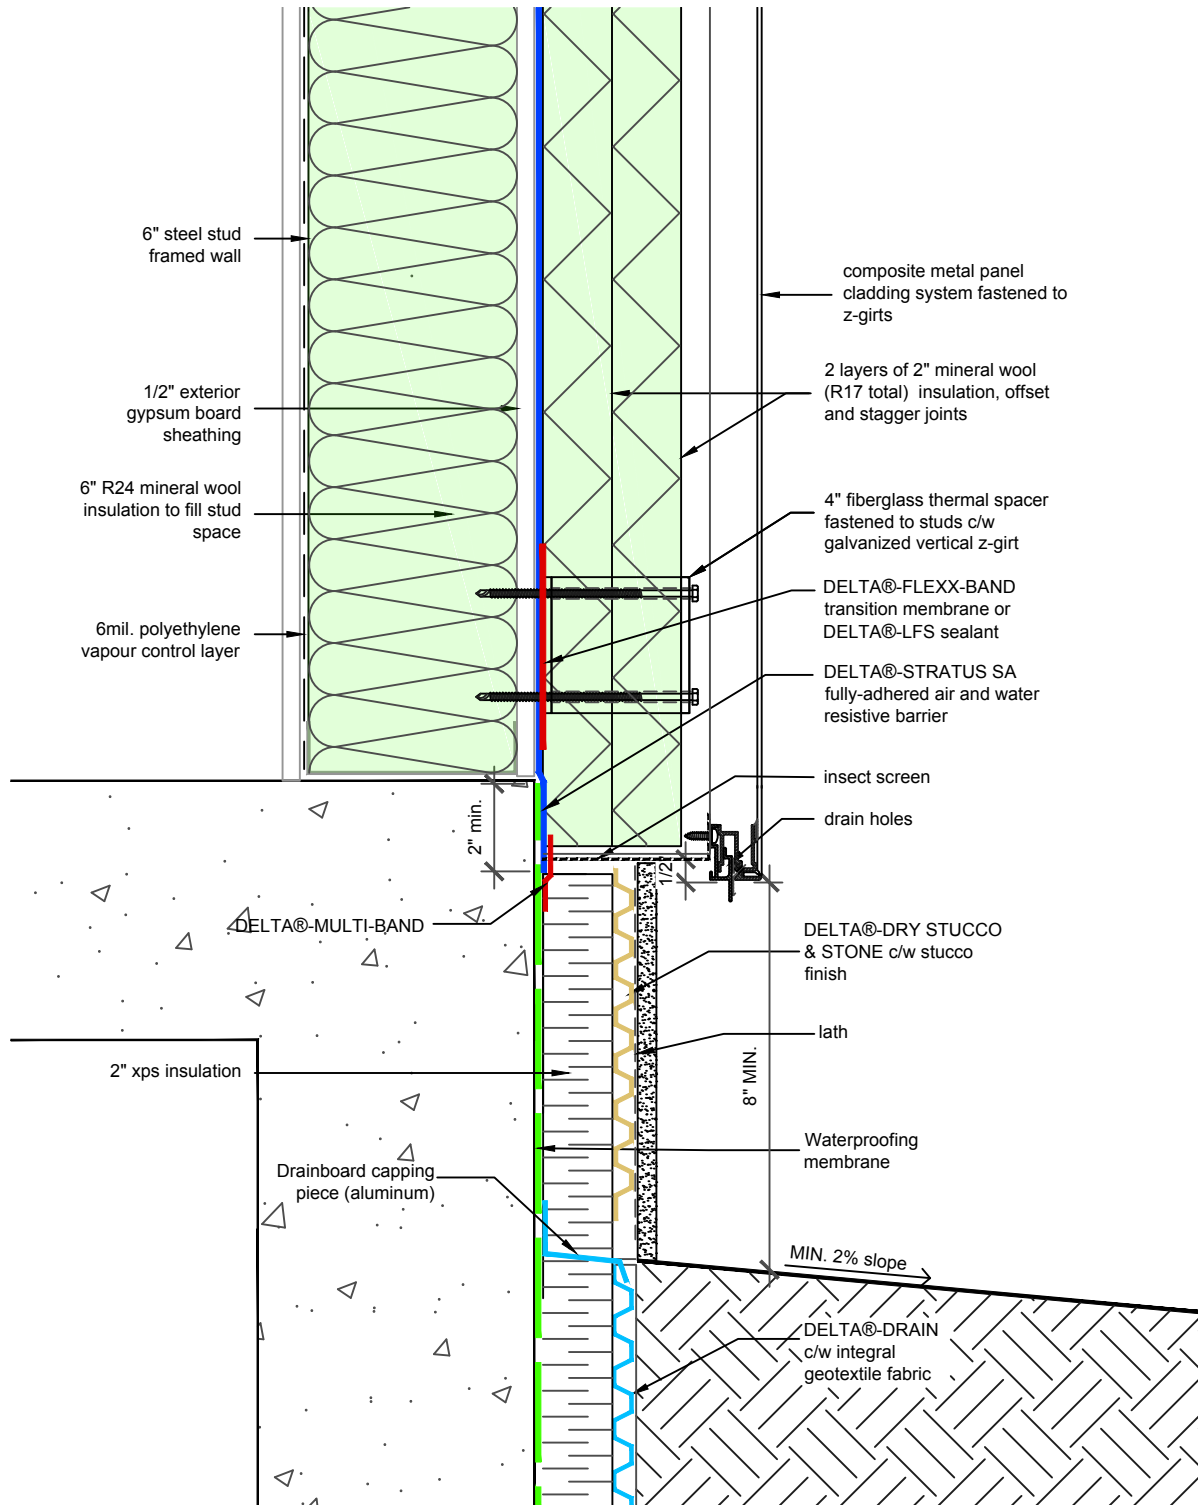 6" steel stud
framed wall
1/2" exterior
gypsum board
sheathing
6" R24 mineral wool
insulation to fill stud
space
6mil. polyethylene
vapour control layer
2" min.
DELTA®-MULTI-BAND
2" xps insulation
Drainboard capping
piece (aluminum)
composite metal panel
cladding system fastened to
z-girts
2 layers of 2" mineral wool
(R17 total) insulation, offset
and stagger joints
4" fiberglass thermal spacer
fastened to studs c/w
galvanized vertical z-girt
DELTA®-FLEXX-BAND
transition membrane or
DELTA®-LFS sealant
DELTA®-STRATUS SA
fully-adhered air and water
resistive barrier
insect screen
drain holes
1/2"
DELTA®-DRY STUCCO
& STONE c/w stucco
finish
lath
8" MIN.
Waterproofing
membrane
MIN. 2% slope
DELTA®-DRAIN
c/w integral
geotextile fabric